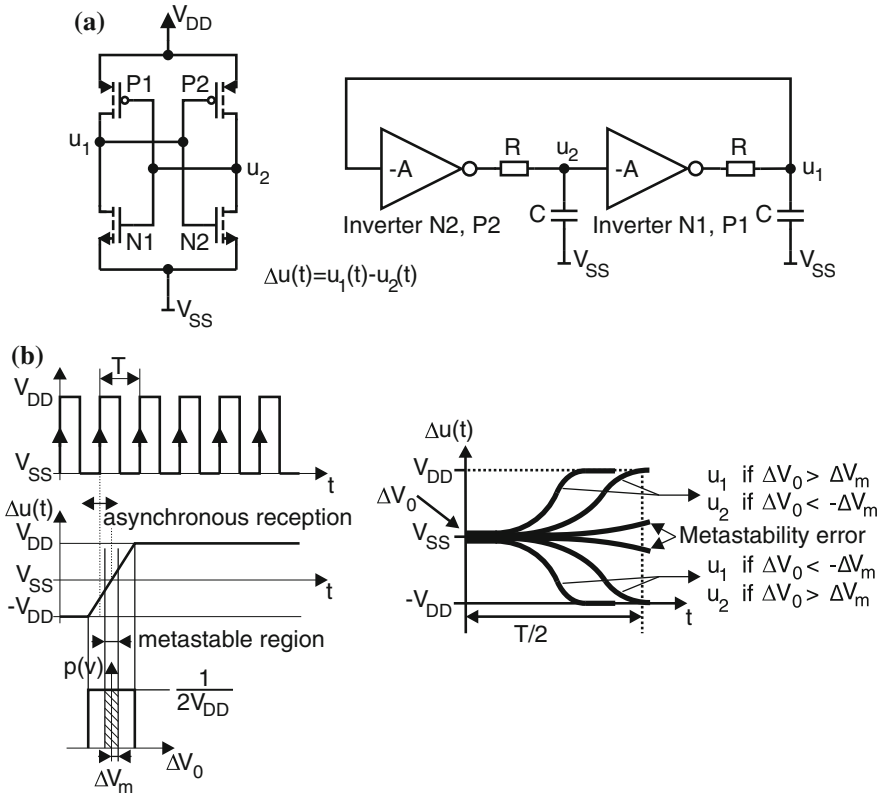 (a)
V_DD
P1 P2
u_1
u_2
N1 N2
V_SS
Δu(t)=u_1(t)-u_2(t)
-A R u_2 -A R u_1
C C
Inverter N2, P2 Inverter N1, P1
V_SS V_SS
(b)
T
V_DD
V_SS
t
Δu(t)
asynchronous reception
V_DD
V_SS
t
-V_DD
metastable region
p(v)
1/2V_DD
ΔV_0
ΔV_m
Δu(t)
V_DD
ΔV_0
V_SS
-V_DD
t
T/2
u_1 if ΔV_0 > ΔV_m
u_2 if ΔV_0 < -ΔV_m
Metastability error
u_1 if ΔV_0 < -ΔV_m
u_2 if ΔV_0 > ΔV_m